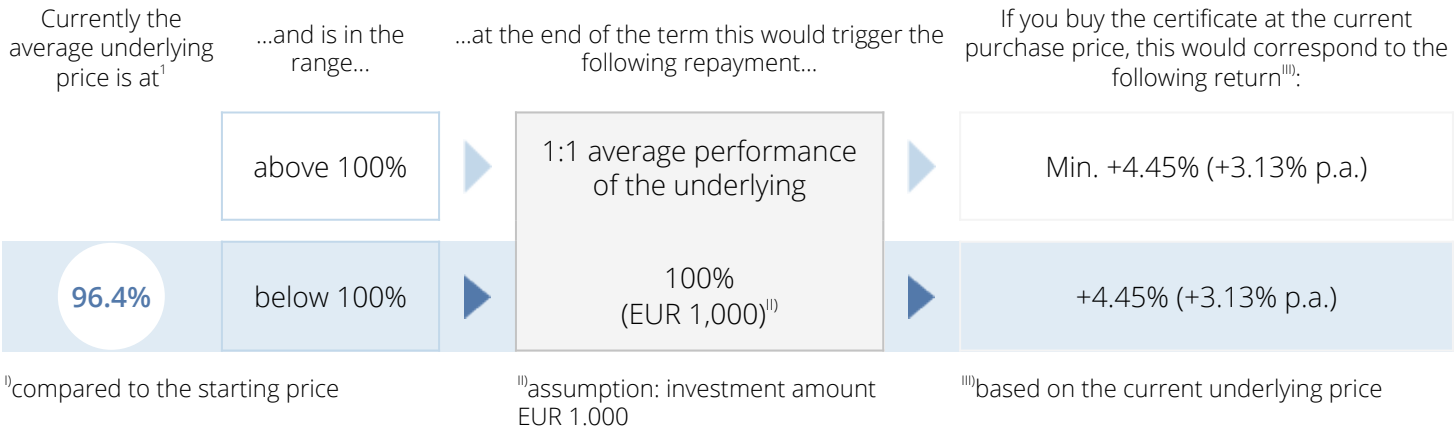 Currently the
average underlying
price is at¹
...and is in the
range...
...at the end of the term this would trigger the
following repayment...
If you buy the certificate at the current
purchase price, this would correspond to the
following return^III):
above 100%
1:1 average performance
of the underlying
Min. +4.45% (+3.13% p.a.)
96.4%
below 100%
100%
(EUR 1,000)^II)
+4.45% (+3.13% p.a.)
^I)compared to the starting price
^II)assumption: investment amount
EUR 1.000
^III)based on the current underlying price